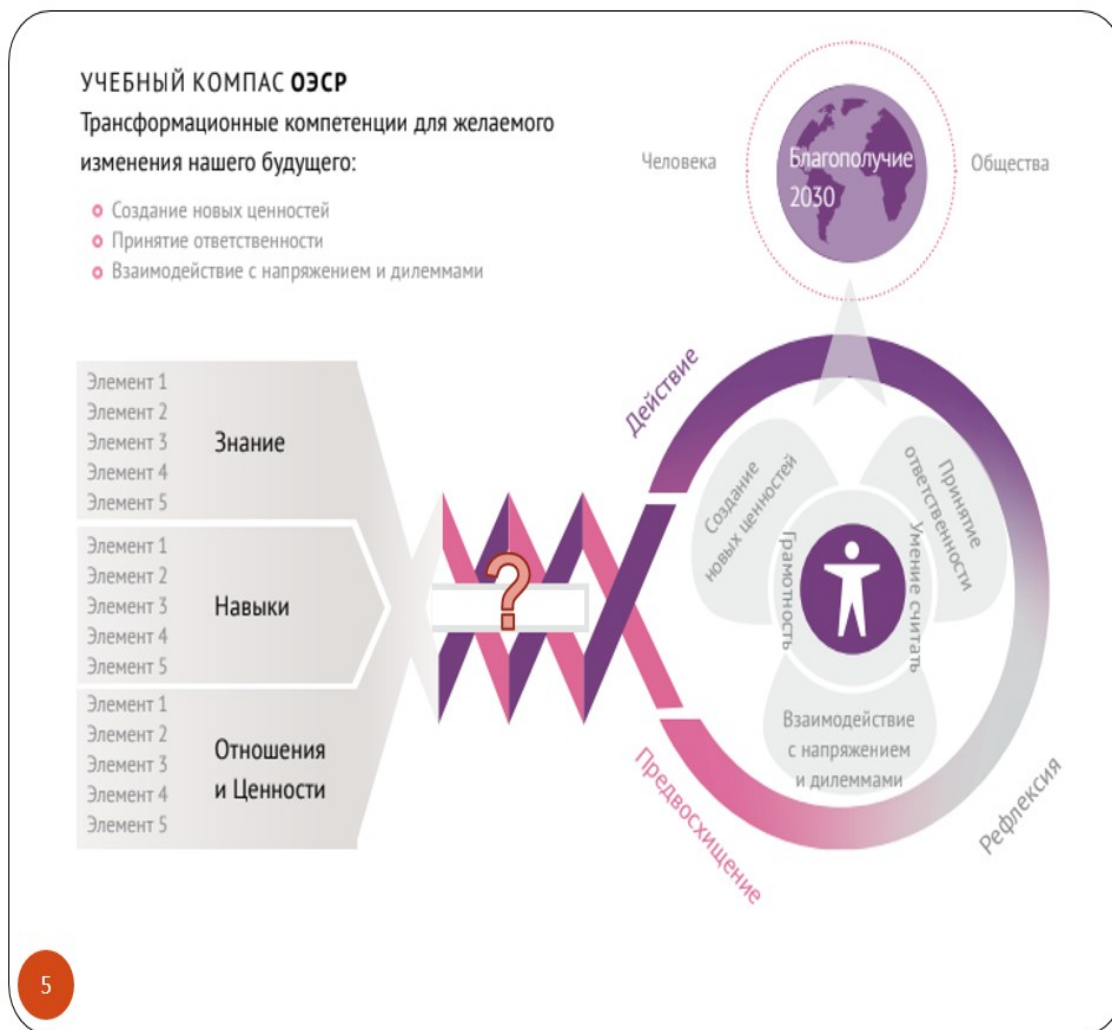 УЧЕБНЫЙ КОМПАС ОЭСР
Трансформационные компетенции для желаемого
изменения нашего будущего:
Создание новых ценностей
Принятие ответственности
Взаимодействие с напряжением и дилеммами
Человека
Благополучие
2030
Общества
Элемент 1
Элемент 2
Элемент 3
Элемент 4
Элемент 5
Знание
Элемент 1
Элемент 2
Элемент 3
Элемент 4
Элемент 5
Навыки
Элемент 1
Элемент 2
Элемент 3
Элемент 4
Элемент 5
Отношения
и Ценности
?
Действие
Создание
новых ценностей
Принятие
ответственности
Грамотность
Умение считать
Взаимодействие
с напряжением
и дилеммами
Предвосхищение
Рефлексия
5